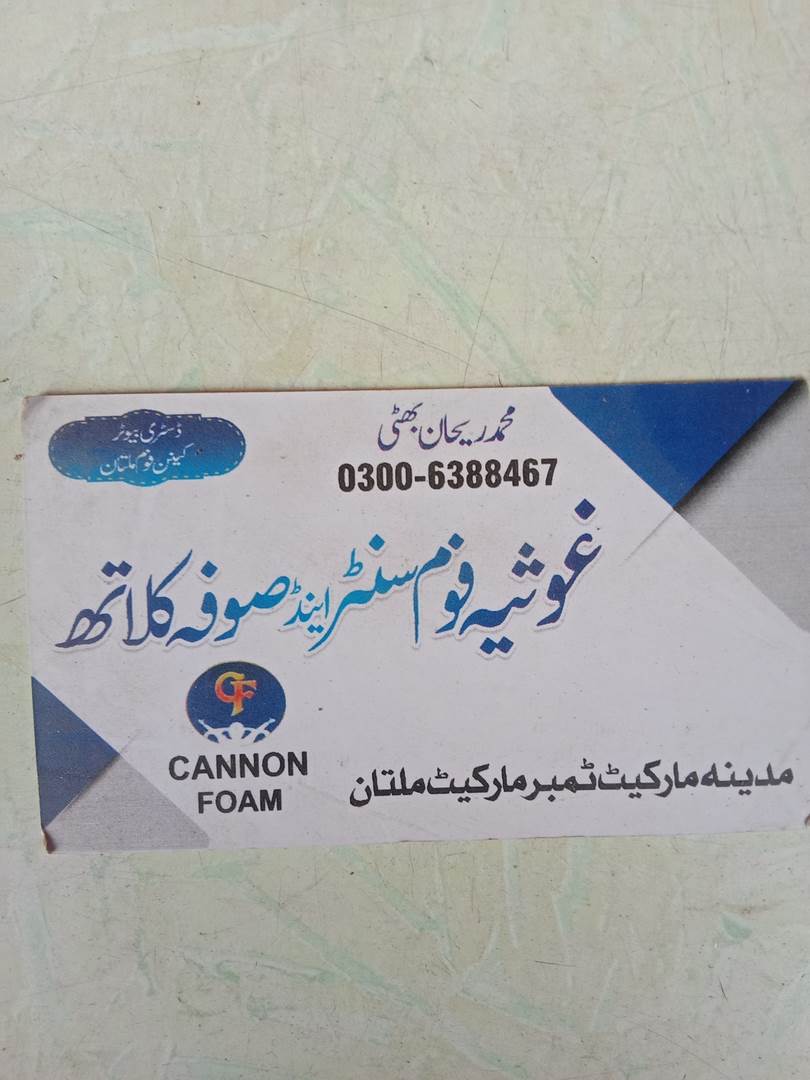 محمد ریحان بھٹی
0300-6388467
ڈسٹری بیوٹر
کینن فوم ملتان
غوثیہ فوم سنٹر اینڈ صوفہ کلاتھ
GF
CANNON
FOAM
مدینہ مارکیٹ ٹمبر مارکیٹ ملتان